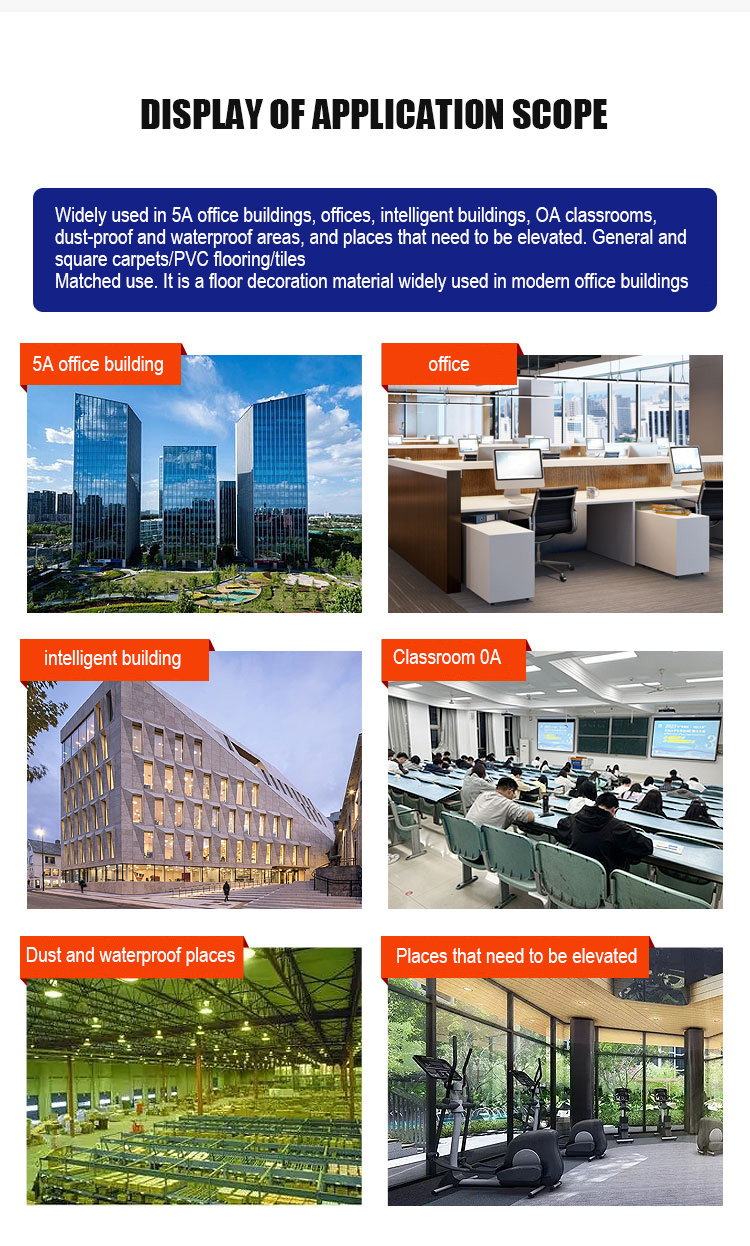 DISPLAY OF APPLICATION SCOPE
Widely used in 5A office buildings, offices, intelligent buildings, OA classrooms,
dust-proof and waterproof areas, and places that need to be elevated. General and
square carpets/PVC flooring/tiles
Matched use. It is a floor decoration material widely used in modern office buildings
5A office building
office
intelligent building
Classroom 0A
Dust and waterproof places
Places that need to be elevated